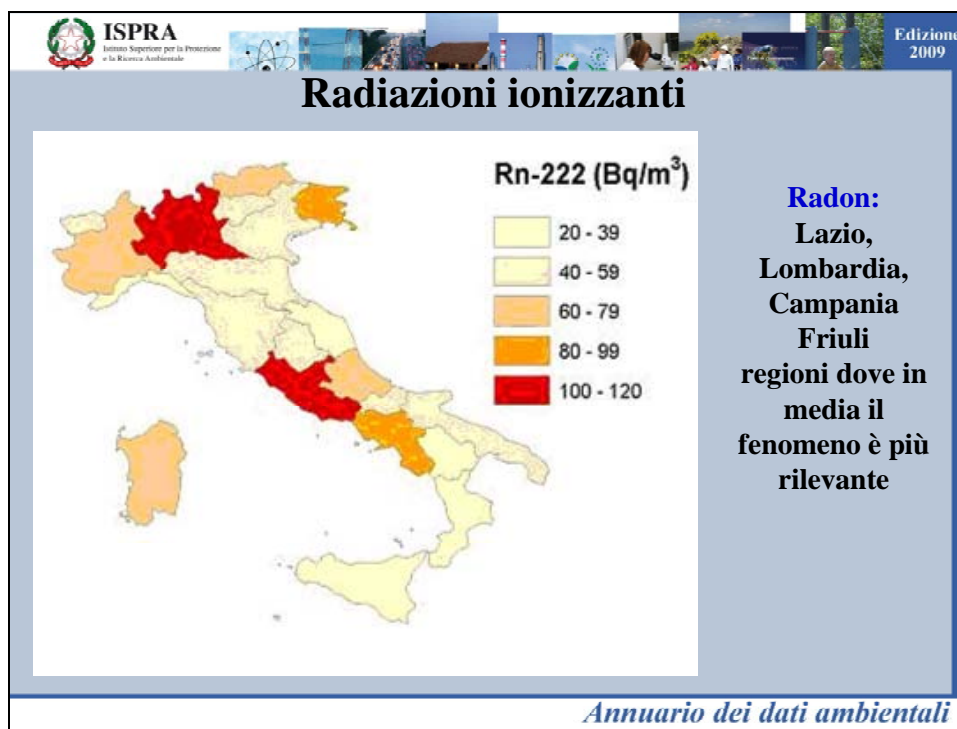 ISPRA
Istituto Superiore per la Protezione
e la Ricerca Ambientale
Edizione
2009
Radiazioni ionizzanti
Rn-222 (Bq/m³)
20 - 39
40 - 59
60 - 79
80 - 99
100 - 120
Radon:
Lazio,
Lombardia,
Campania
Friuli
regioni dove in
media il
fenomeno è più
rilevante
Annuario dei dati ambientali